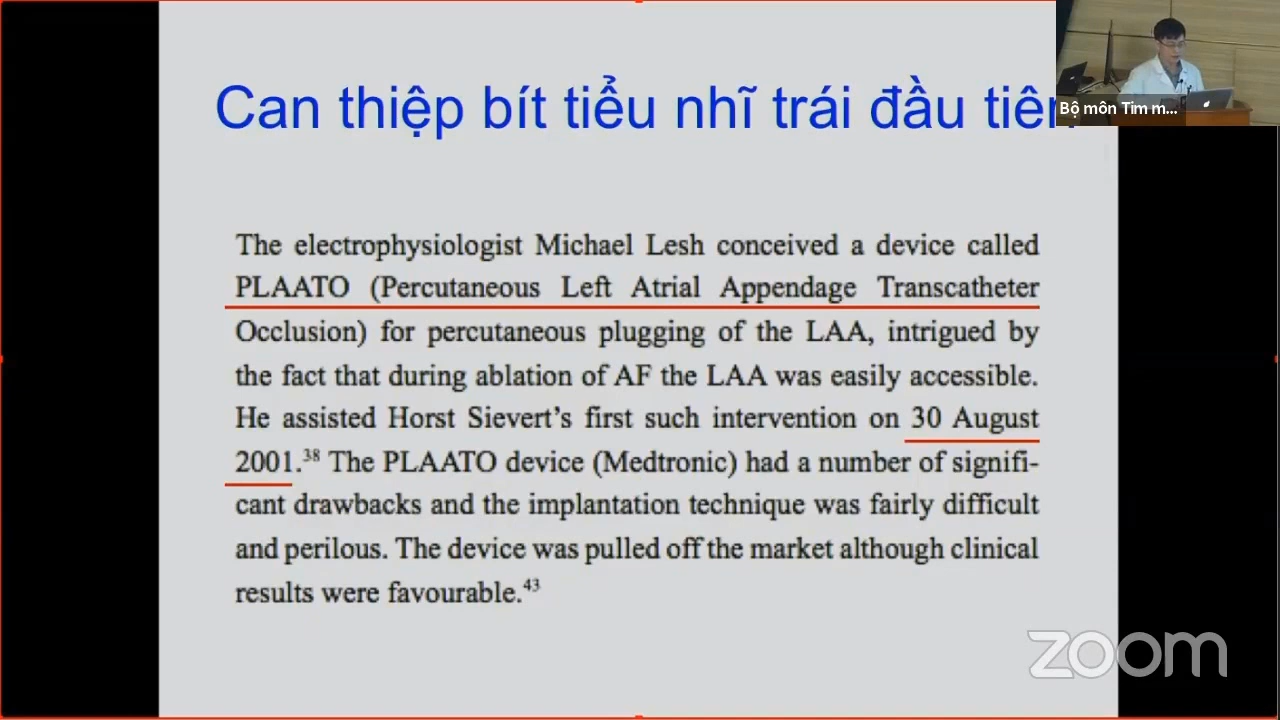 Can thiệp bít tiểu nhĩ trái đầu tiên
Bộ môn Tim m...
The electrophysiologist Michael Lesh conceived a device called
PLAATO (Percutaneous Left Atrial Appendage Transcatheter
Occlusion) for percutaneous plugging of the LAA, intrigued by
the fact that during ablation of AF the LAA was easily accessible.
He assisted Horst Sievert's first such intervention on 30 August
2001.38 The PLAATO device (Medtronic) had a number of signifi-
cant drawbacks and the implantation technique was fairly difficult
and perilous. The device was pulled off the market although clinical
results were favourable.43
zoom